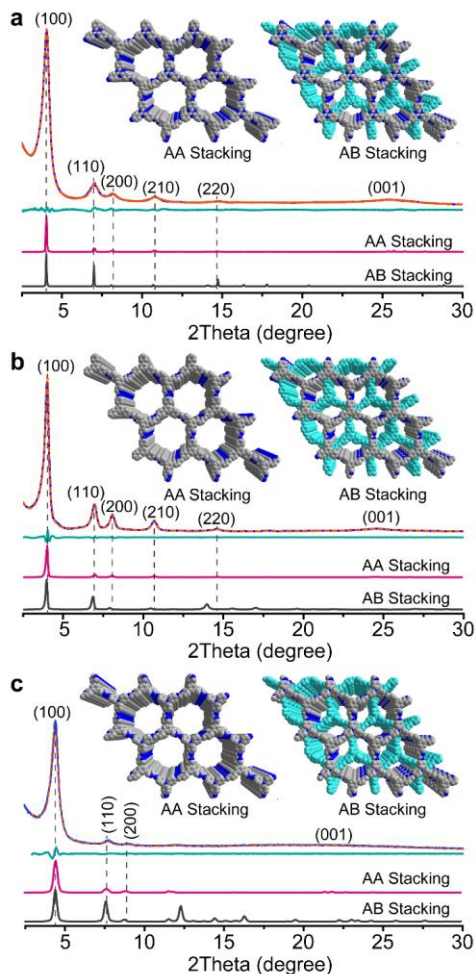 a
(100)
AA Stacking
AB Stacking
(110)
(200)
(210)
(220)
(001)
AA Stacking
AB Stacking
5 10 15 20 25 30
2Theta (degree)
b
(100)
AA Stacking
AB Stacking
(110)
(200)
(210)
(220)
(001)
AA Stacking
AB Stacking
5 10 15 20 25 30
2Theta (degree)
c
(100)
AA Stacking
AB Stacking
(110)
(200)
(001)
AA Stacking
AB Stacking
5 10 15 20 25 30
2Theta (degree)